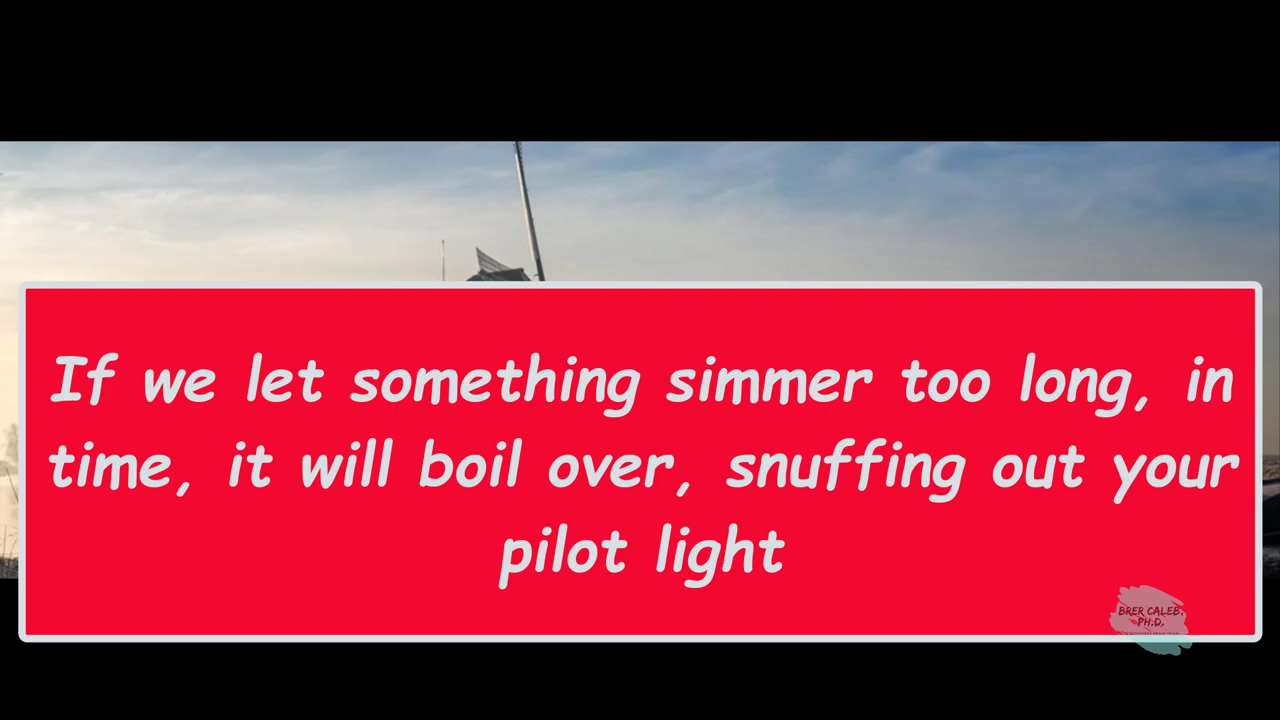 If we let something simmer too long, in
time, it will boil over, snuffing out your
pilot light
BRER CALEB,
PH.D.